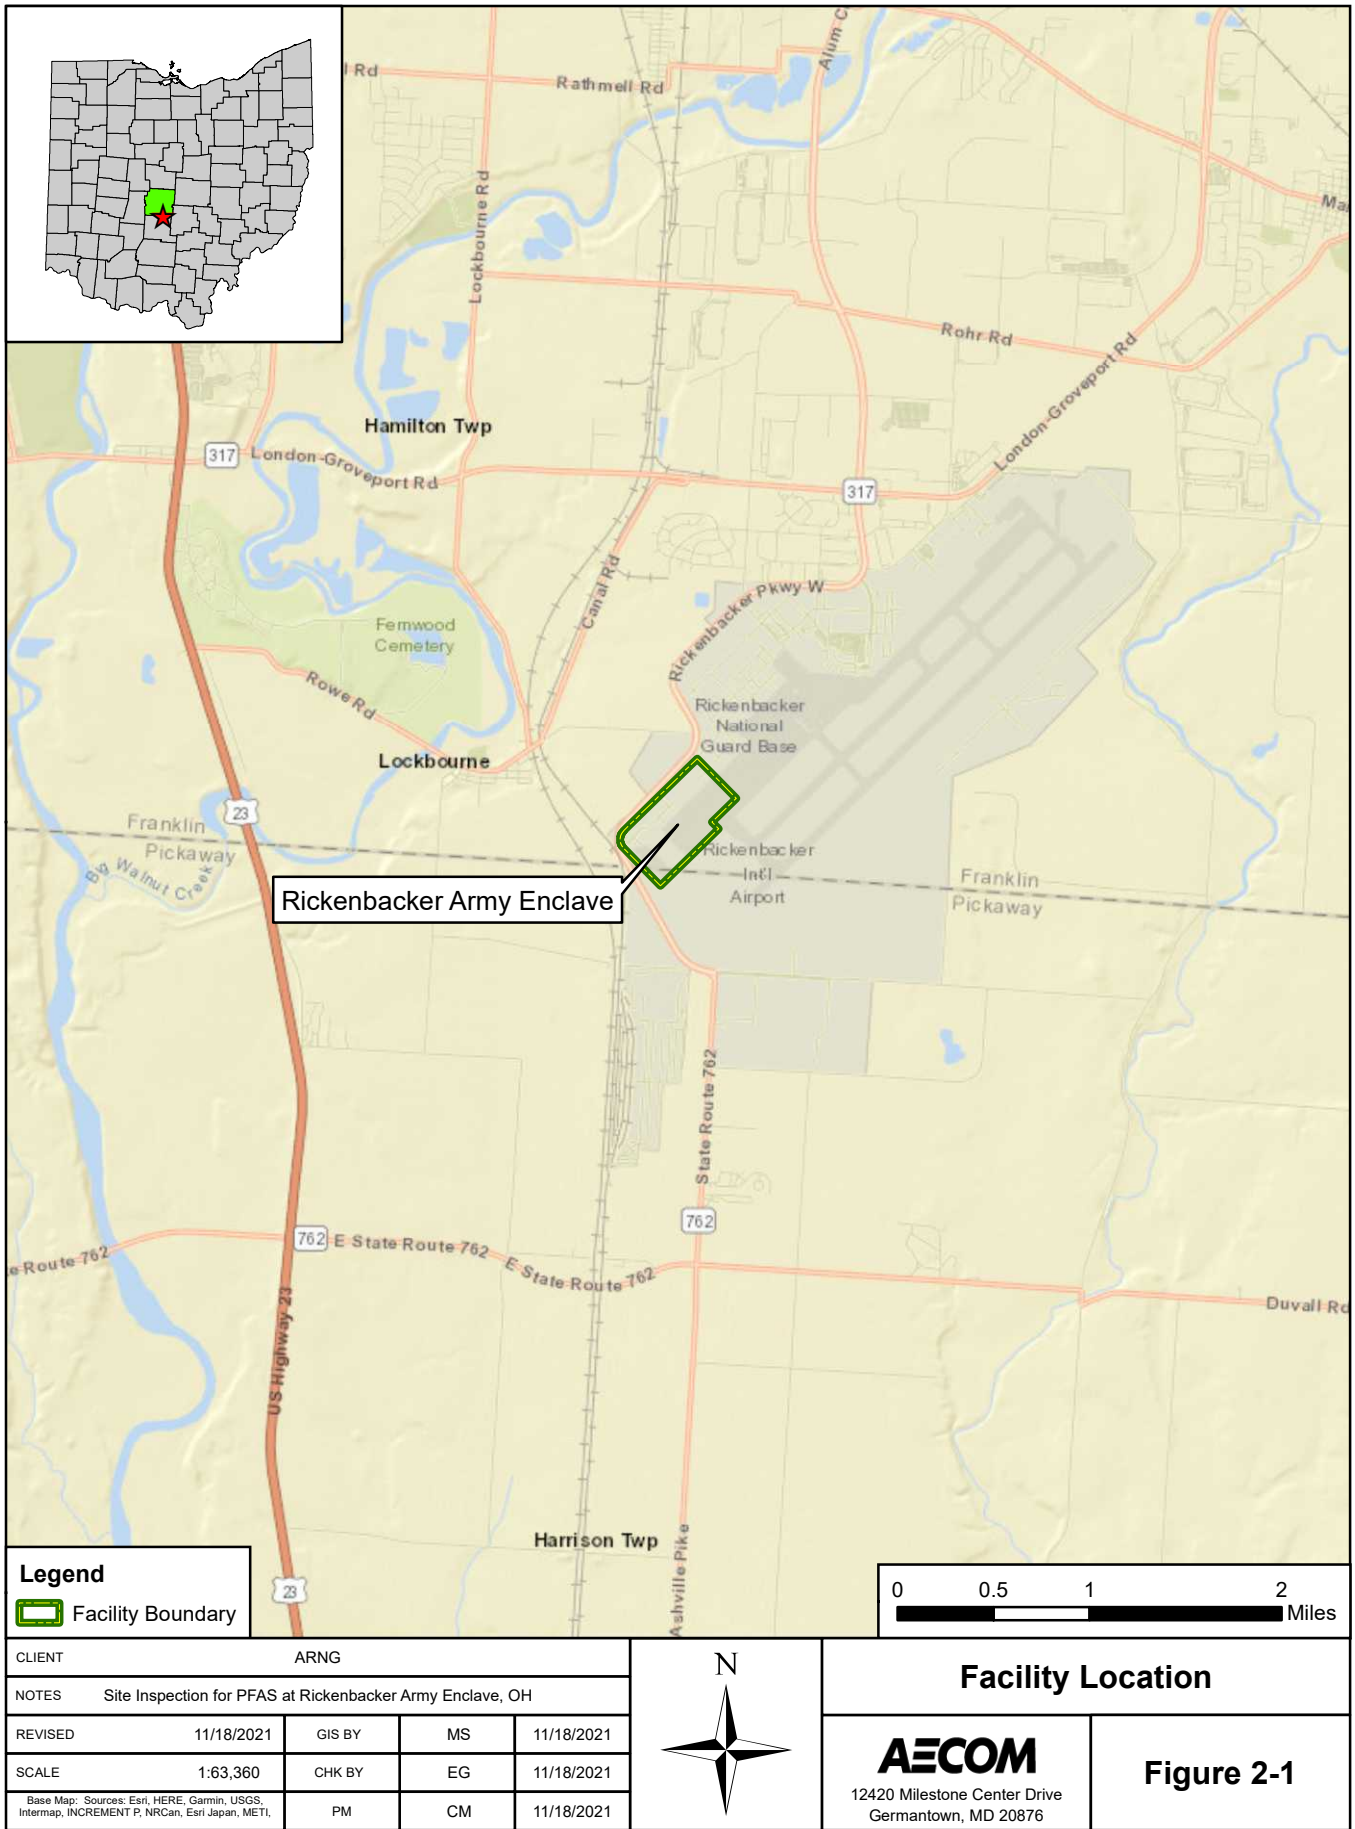 l Rd
Rathmell Rd
Alum C
Lockbourne Rd
Ma
Rohr Rd
London-Groveport Rd
Hamilton Twp
317
London-Groveport Rd
317
Canal Rd
Rickenbacker Pkwy W
Fernwood
Cemetery
Rowe Rd
Rickenbacker
National
Guard Base
Lockbourne
23
Franklin
Pickaway
Big Walnut Creek
Rickenbacker
Int'l
Airport
Franklin
Pickaway
Rickenbacker Army Enclave
State Route 762
762
762
E State Route 762
E State Route 762
e Route 762
Duvall Rd
US Highway 23
Harrison Twp
Ashville Pike
23
Legend
Facility Boundary
0 0.5 1 2
Miles
CLIENT ARNG
NOTES Site Inspection for PFAS at Rickenbacker Army Enclave, OH
REVISED 11/18/2021 GIS BY MS 11/18/2021
SCALE 1:63,360 CHK BY EG 11/18/2021
Base Map: Sources: Esri, HERE, Garmin, USGS,
Intermap, INCREMENT P, NRCan, Esri Japan, METI,
PM CM 11/18/2021
N
Facility Location
AECOM
12420 Milestone Center Drive
Germantown, MD 20876
Figure 2-1